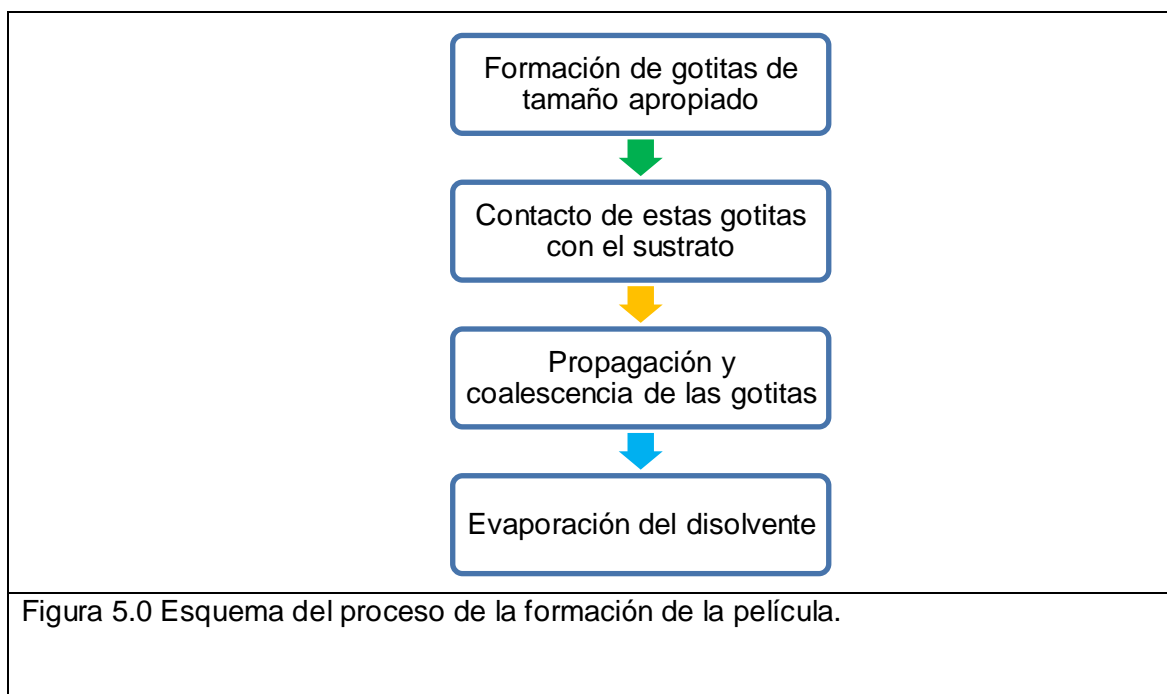 Formación de gotitas de
tamaño apropiado
Contacto de estas gotitas
con el sustrato
Propagación y
coalescencia de las gotitas
Evaporación del disolvente
Figura 5.0 Esquema del proceso de la formación de la película.